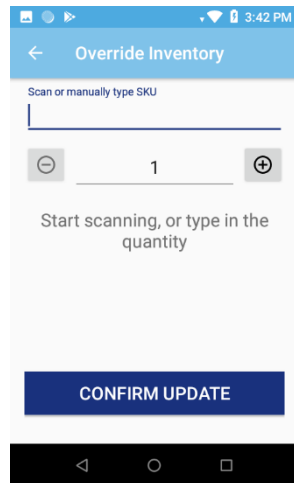 3:42 PM
Override Inventory
Scan or manually type SKU
1
Start scanning, or type in the
quantity
CONFIRM UPDATE